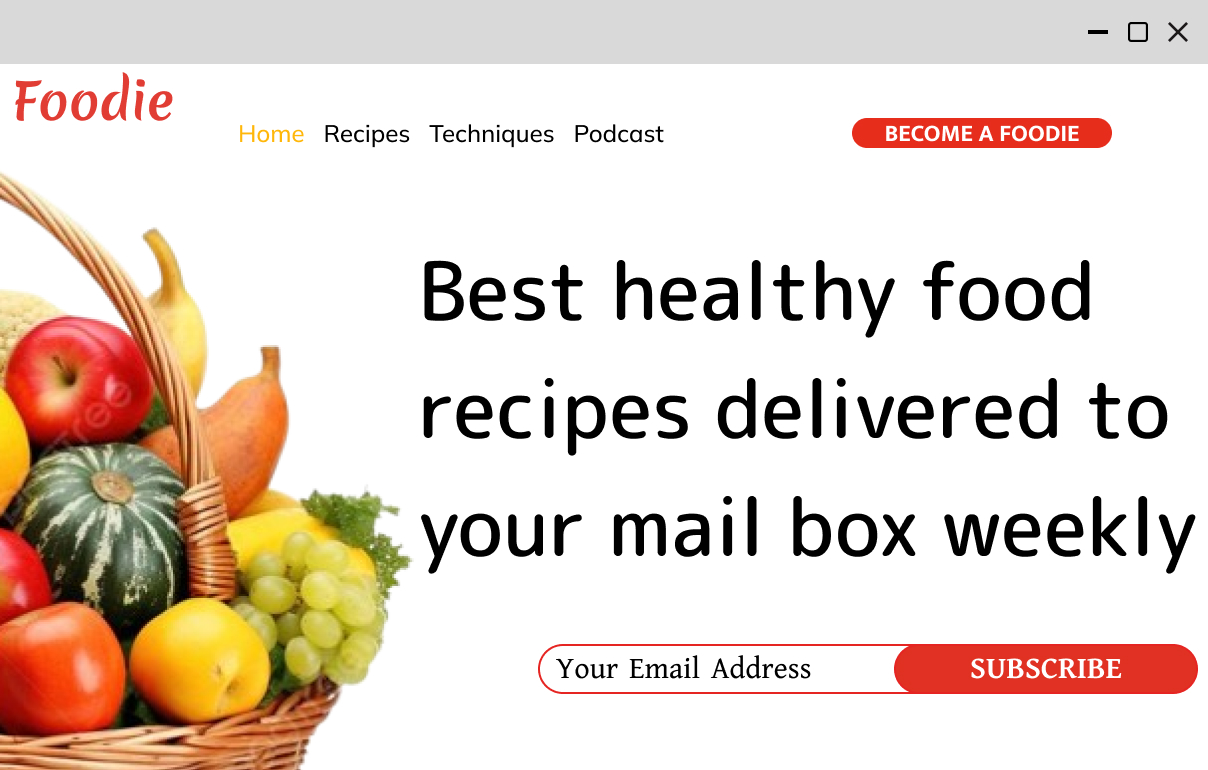 Foodie
Home Recipes Techniques Podcast
BECOME A FOODIE
Best healthy food
recipes delivered to
your mail box weekly
Your Email Address
SUBSCRIBE